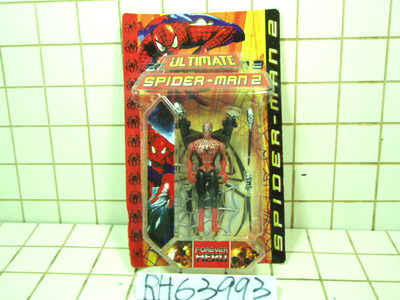 ULTIMATE
SPIDER-MAN 2
SPIDER-MAN 2
FOREVER
HERO
RH63993